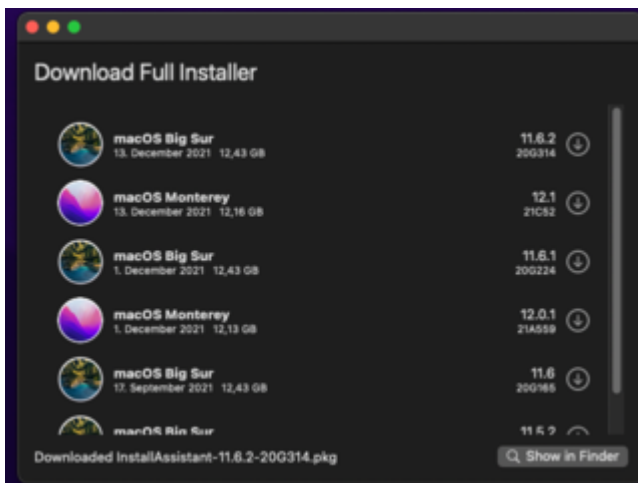 Download Full Installer
macOS Big Sur
13. December 2021 12,43 GB
11.6.2
20G314
macOS Monterey
13. December 2021 12,16 GB
12.1
21C52
macOS Big Sur
1. December 2021 12,43 GB
11.6.1
20G224
macOS Monterey
1. December 2021 12,13 GB
12.0.1
21A559
macOS Big Sur
17. September 2021 12,43 GB
11.6
20G165
macOS Big Sur
11.5.2
Downloaded InstallAssistant-11.6.2-20G314.pkg
Show in Finder